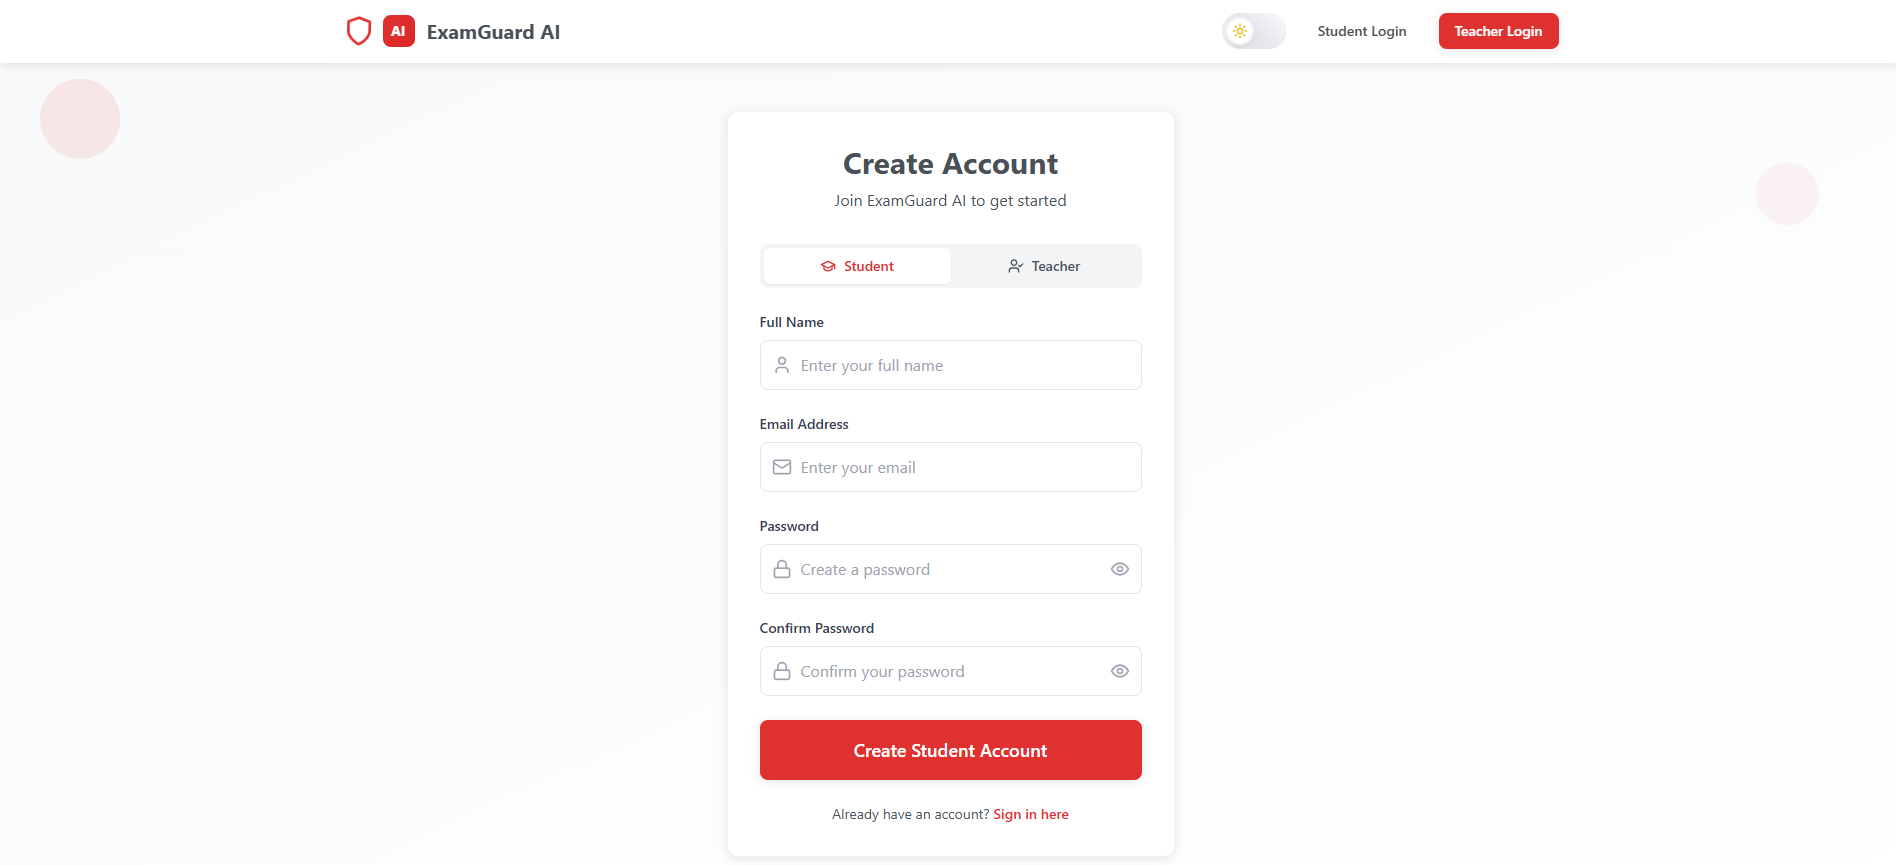 AI ExamGuard AI
Student Login
Teacher Login
Create Account
Join ExamGuard AI to get started
Student
Teacher
Full Name
Enter your full name
Email Address
Enter your email
Password
Create a password
Confirm Password
Confirm your password
Create Student Account
Already have an account? Sign in here